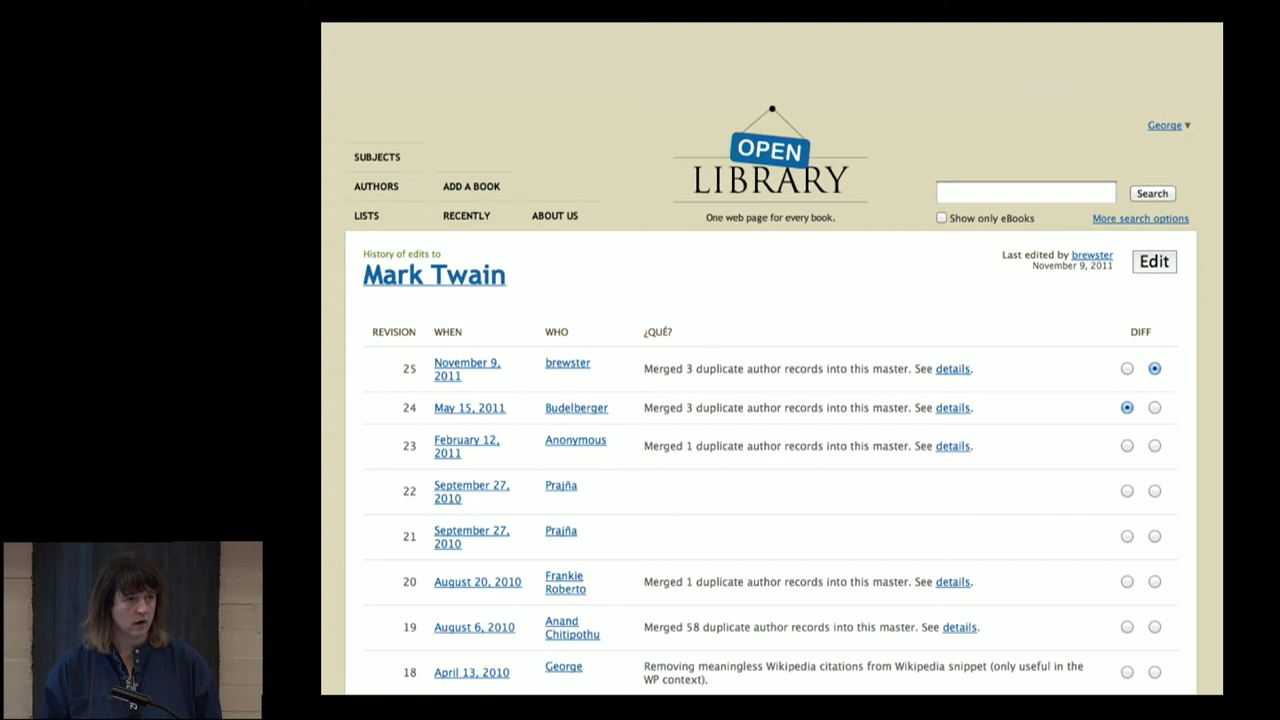 George ▾
SUBJECTS
AUTHORS ADD A BOOK
LISTS RECENTLY ABOUT US
OPEN
LIBRARY
One web page for every book.
Search
Show only eBooks More search options
History of edits to
Mark Twain
Last edited by brewster
November 9, 2011
Edit
REVISION WHEN WHO ¿QUÉ? DIFF
25 November 9, brewster Merged 3 duplicate author records into this master. See details.
2011
24 May 15, 2011 Budelberger Merged 3 duplicate author records into this master. See details.
23 February 12, Anonymous Merged 1 duplicate author records into this master. See details.
2011
22 September 27, Prajña
2010
21 September 27, Prajña
2010
20 August 20, 2010 Frankie Merged 1 duplicate author records into this master. See details.
Roberto
19 August 6, 2010 Anand Merged 58 duplicate author records into this master. See details.
Chitipothu
18 April 13, 2010 George Removing meaningless Wikipedia citations from Wikipedia snippet (only useful in the
WP context).